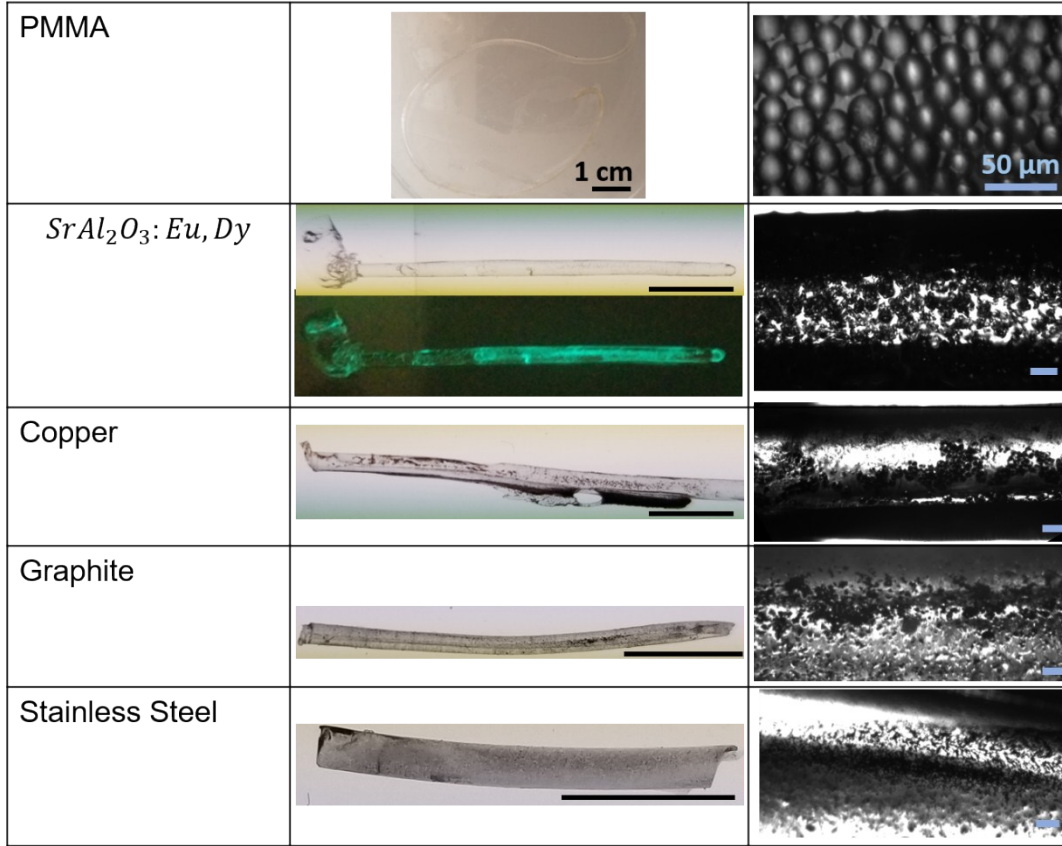 PMMA
1 cm
50 µm
SrAl₂O₃: Eu, Dy
Copper
Graphite
Stainless Steel